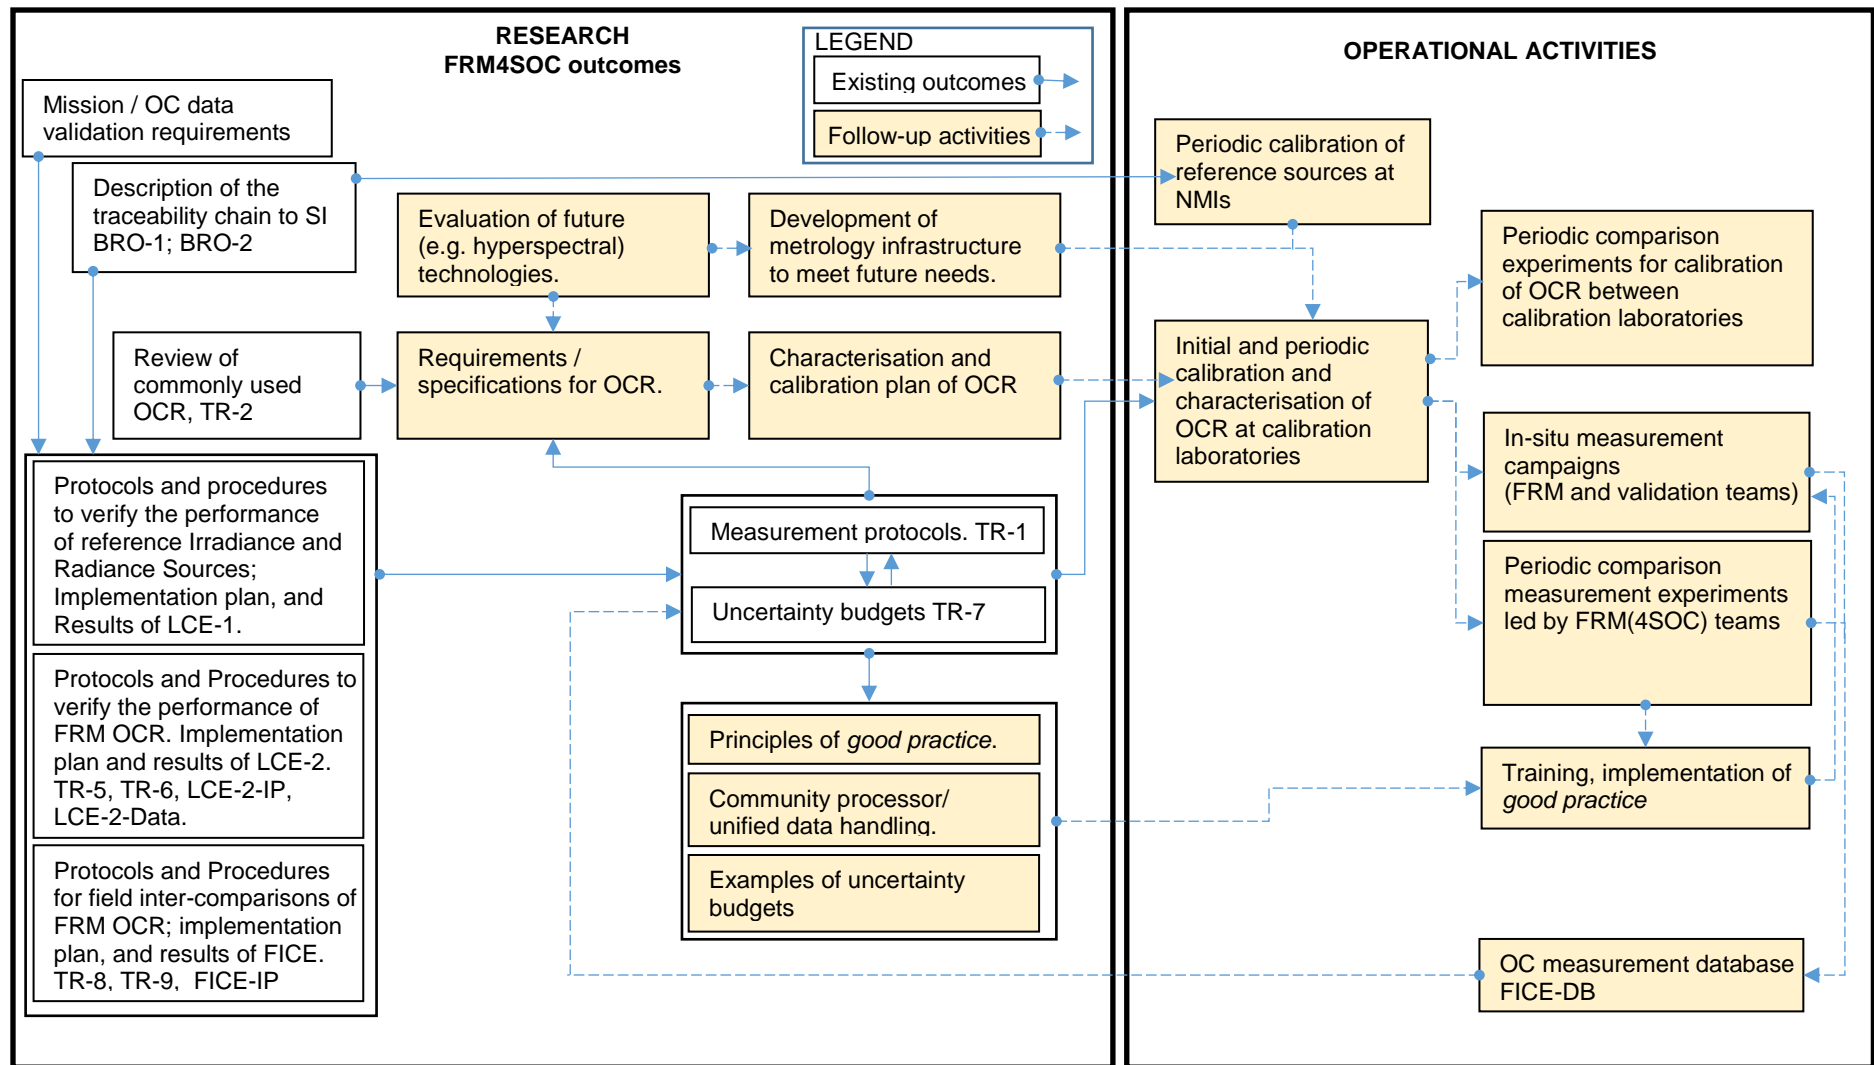 RESEARCH
FRM4SOC outcomes
LEGEND
Existing outcomes
Follow-up activities
Mission / OC data
validation requirements
Description of the
traceability chain to SI
BRO-1; BRO-2
Evaluation of future
(e.g. hyperspectral)
technologies.
Development of
metrology infrastructure
to meet future needs.
Review of
commonly used
OCR, TR-2
Requirements /
specifications for OCR.
Characterisation and
calibration plan of OCR
Protocols and procedures
to verify the performance
of reference Irradiance and
Radiance Sources;
Implementation plan, and
Results of LCE-1.
Protocols and Procedures to
verify the performance of
FRM OCR. Implementation
plan and results of LCE-2.
TR-5, TR-6, LCE-2-IP,
LCE-2-Data.
Protocols and Procedures
for field inter-comparisons of
FRM OCR; implementation
plan, and results of FICE.
TR-8, TR-9, FICE-IP
Measurement protocols. TR-1
Uncertainty budgets TR-7
Principles of good practice.
Community processor/
unified data handling.
Examples of uncertainty
budgets
OPERATIONAL ACTIVITIES
Periodic calibration of
reference sources at
NMIs
Periodic comparison
experiments for calibration
of OCR between
calibration laboratories
Initial and periodic
calibration and
characterisation of
OCR at calibration
laboratories
In-situ measurement
campaigns
(FRM and validation teams)
Periodic comparison
measurement experiments
led by FRM(4SOC) teams
Training, implementation of
good practice
OC measurement database
FICE-DB